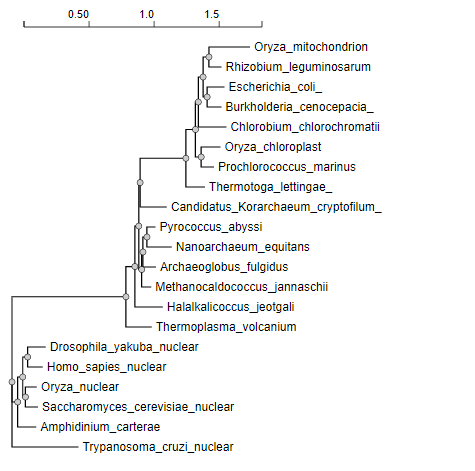 0.50 1.0 1.5
Oryza_mitochondrion
Rhizobium_leguminosarum
Escherichia_coli_
Burkholderia_cenocepacia_
Chlorobium_chlorochromatii
Oryza_chloroplast
Prochlorococcus_marinus
Thermotoga_lettingae_
Candidatus_Korarchaeum_cryptofilum_
Pyrococcus_abyssi
Nanoarchaeum_equitans
Archaeoglobus_fulgidus
Methanocaldococcus_jannaschii
Halalkalicoccus_jeotgali
Thermoplasma_volcanium
Drosophila_yakuba_nuclear
Homo_sapies_nuclear
Oryza_nuclear
Saccharomyces_cerevisiae_nuclear
Amphidinium_carterae
Trypanosoma_cruzi_nuclear